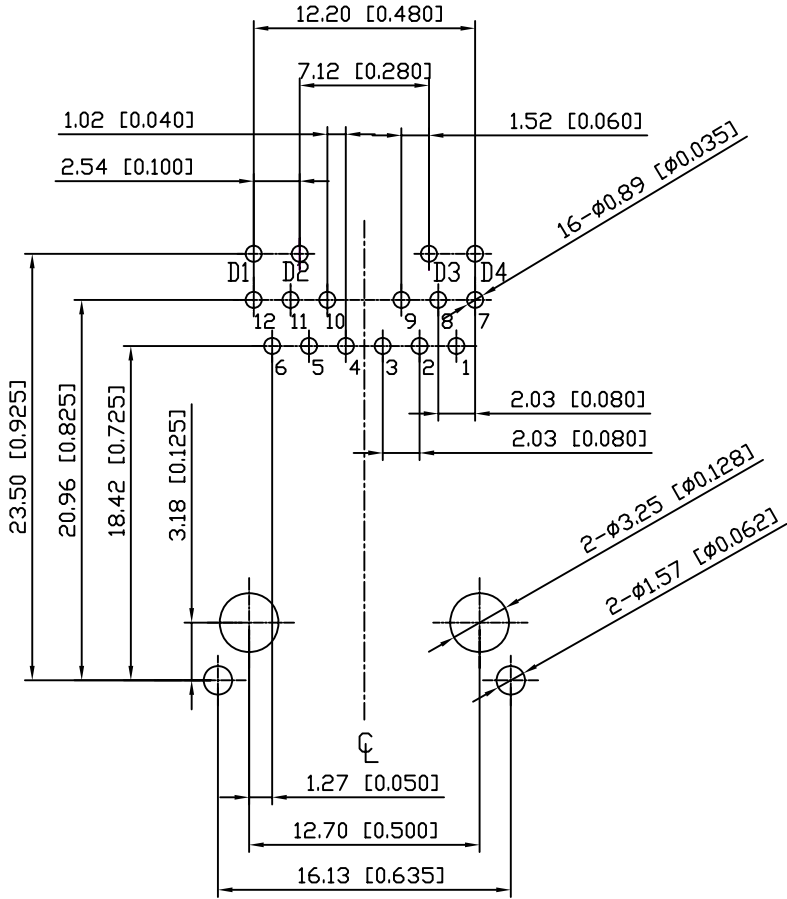 12.20 [0.480]
7.12 [0.280]
1.02 [0.040]
1.52 [0.060]
2.54 [0.100]
16-ø0.89 [ø0.035]
D1 D2 D3 D4
12 11 10 9 8 7
6 5 4 3 2 1
2.03 [0.080]
2.03 [0.080]
23.50 [0.925]
20.96 [0.825]
18.42 [0.725]
3.18 [0.125]
2-ø3.25 [ø0.128]
2-ø1.57 [ø0.062]
CL
1.27 [0.050]
12.70 [0.500]
16.13 [0.635]